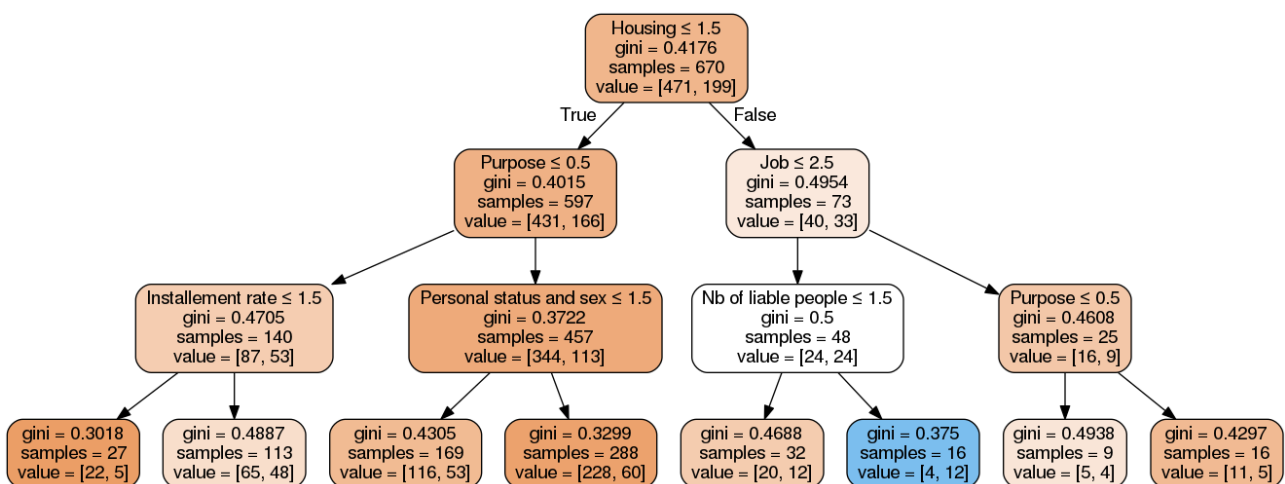 Housing ≤ 1.5
gini = 0.4176
samples = 670
value = [471, 199]
True
False
Purpose ≤ 0.5
gini = 0.4015
samples = 597
value = [431, 166]
Job ≤ 2.5
gini = 0.4954
samples = 73
value = [40, 33]
Installement rate ≤ 1.5
gini = 0.4705
samples = 140
value = [87, 53]
Personal status and sex ≤ 1.5
gini = 0.3722
samples = 457
value = [344, 113]
Nb of liable people ≤ 1.5
gini = 0.5
samples = 48
value = [24, 24]
Purpose ≤ 0.5
gini = 0.4608
samples = 25
value = [16, 9]
gini = 0.3018
samples = 27
value = [22, 5]
gini = 0.4887
samples = 113
value = [65, 48]
gini = 0.4305
samples = 169
value = [116, 53]
gini = 0.3299
samples = 288
value = [228, 60]
gini = 0.4688
samples = 32
value = [20, 12]
gini = 0.375
samples = 16
value = [4, 12]
gini = 0.4938
samples = 9
value = [5, 4]
gini = 0.4297
samples = 16
value = [11, 5]